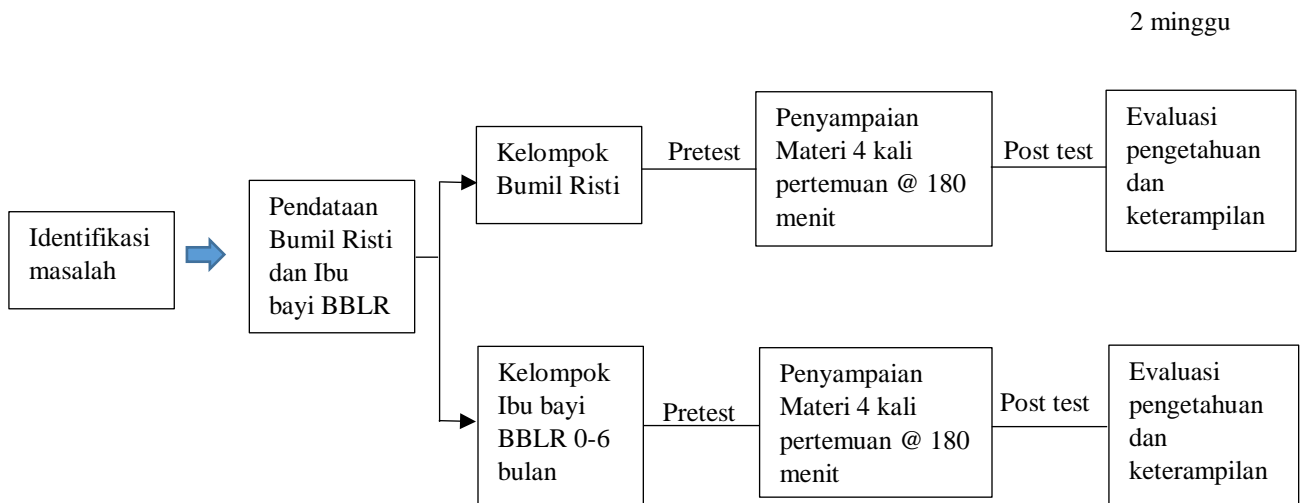 2 minggu
Identifikasi
masalah
Pendataan
Bumil Risti
dan Ibu
bayi BBLR
Kelompok
Bumil Risti
Pretest
Penyampaian
Materi 4 kali
pertemuan @ 180
menit
Post test
Evaluasi
pengetahuan
dan
keterampilan
Kelompok
Ibu bayi
BBLR 0-6
bulan
Pretest
Penyampaian
Materi 4 kali
pertemuan @ 180
menit
Post test
Evaluasi
pengetahuan
dan
keterampilan